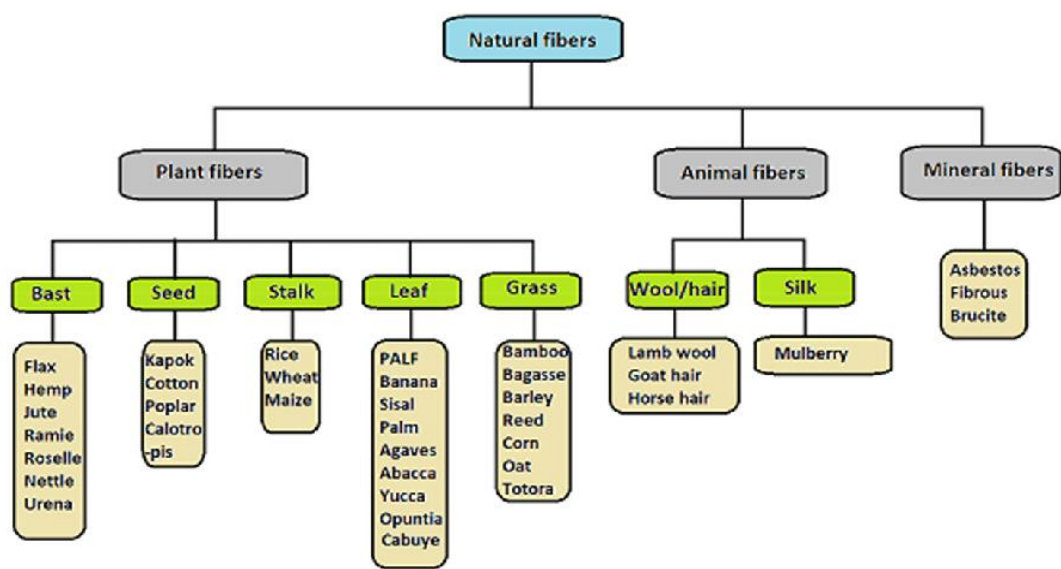 Natural fibers
Plant fibers
Animal fibers
Mineral fibers
Bast
Seed
Stalk
Leaf
Grass
Wool/hair
Silk
Flax
Hemp
Jute
Ramie
Roselle
Nettle
Urena
Kapok
Cotton
Poplar
Calotro
-pis
Rice
Wheat
Maize
PALF
Banana
Sisal
Palm
Agaves
Abacca
Yucca
Opuntia
Cabuye
Bamboo
Bagasse
Barley
Reed
Corn
Oat
Totora
Lamb wool
Goat hair
Horse hair
Mulberry
Asbestos
Fibrous
Brucite